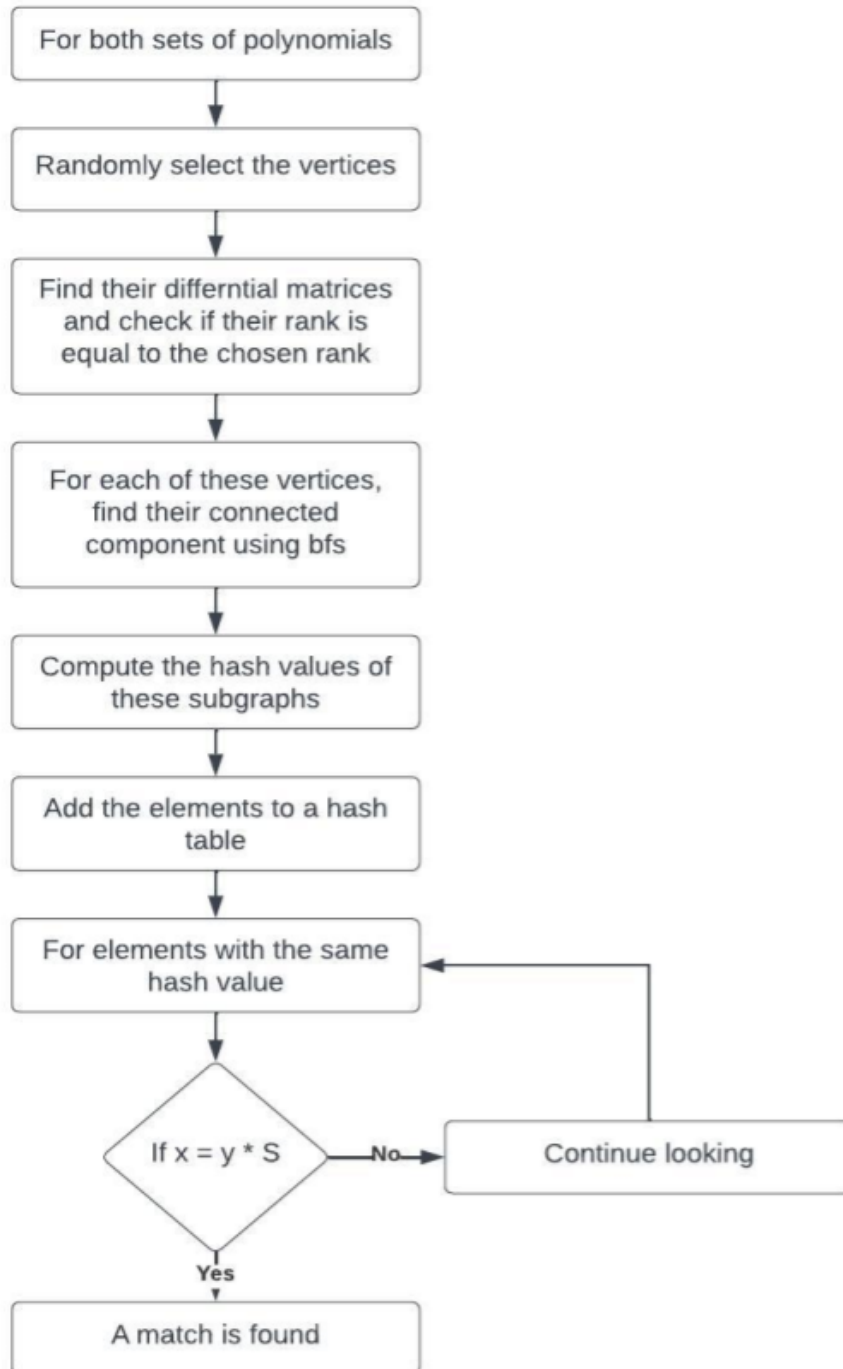 For both sets of polynomials
Randomly select the vertices
Find their differntial matrices
and check if their rank is
equal to the chosen rank
For each of these vertices,
find their connected
component using bfs
Compute the hash values of
these subgraphs
Add the elements to a hash
table
For elements with the same
hash value
If x = y * S
No
Continue looking
Yes
A match is found